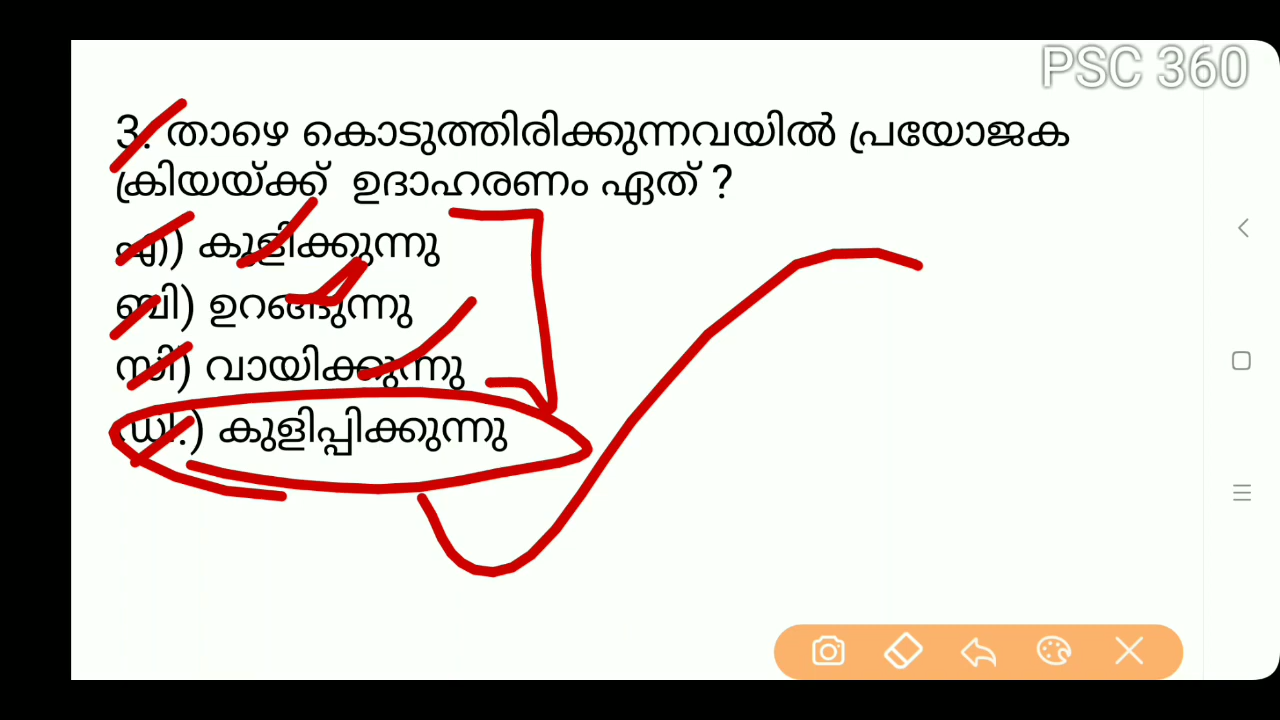 PSC 360
3. താഴെ കൊടുത്തിരിക്കുന്നവയിൽ പ്രയോജക
ക്രിയയ്ക്ക് ഉദാഹരണം ഏത് ?
എ) കുളിക്കുന്നു
ബി) ഉറങ്ങുന്നു
സി) വായിക്കുന്നു
ഡി.) കുളിപ്പിക്കുന്നു